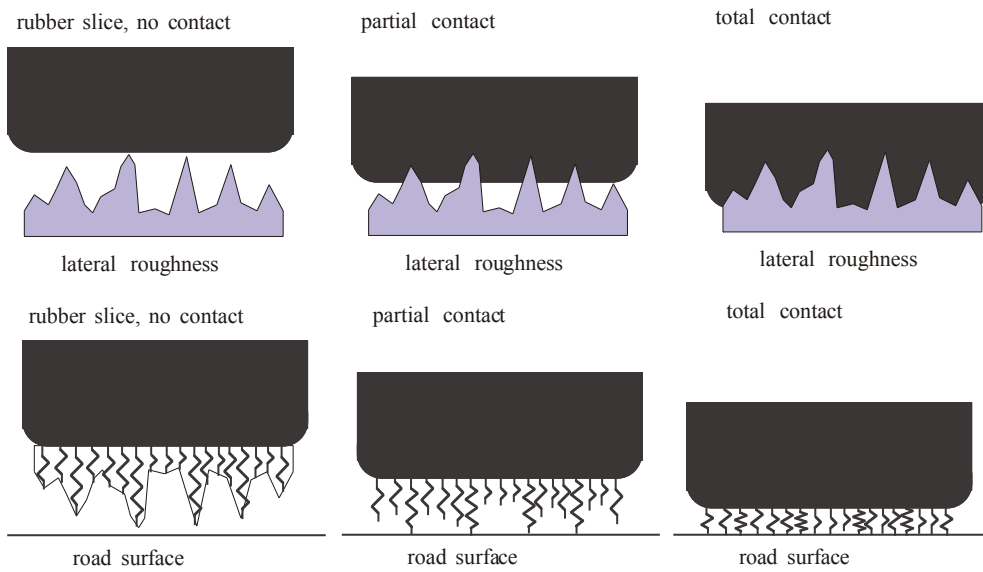 rubber slice, no contact
partial contact
total contact
lateral roughness
lateral roughness
lateral roughness
rubber slice, no contact
partial contact
total contact
road surface
road surface
road surface